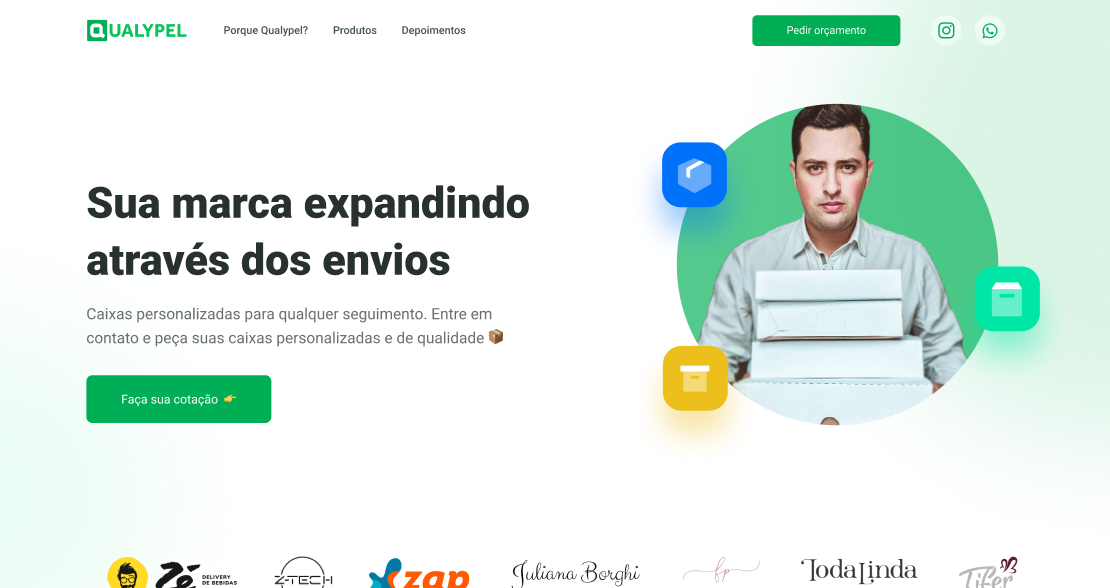 QUALYPEL
Porque Qualypel?
Produtos
Depoimentos
Pedir orçamento
Sua marca expandindo
através dos envios
Caixas personalizadas para qualquer seguimento. Entre em
contato e peça suas caixas personalizadas e de qualidade 📦
Faça sua cotação 👉
Zé
DELIVERY
DE BEBIDAS
Z-TECH
zap
Juliana Borghi
fp
TodaLinda